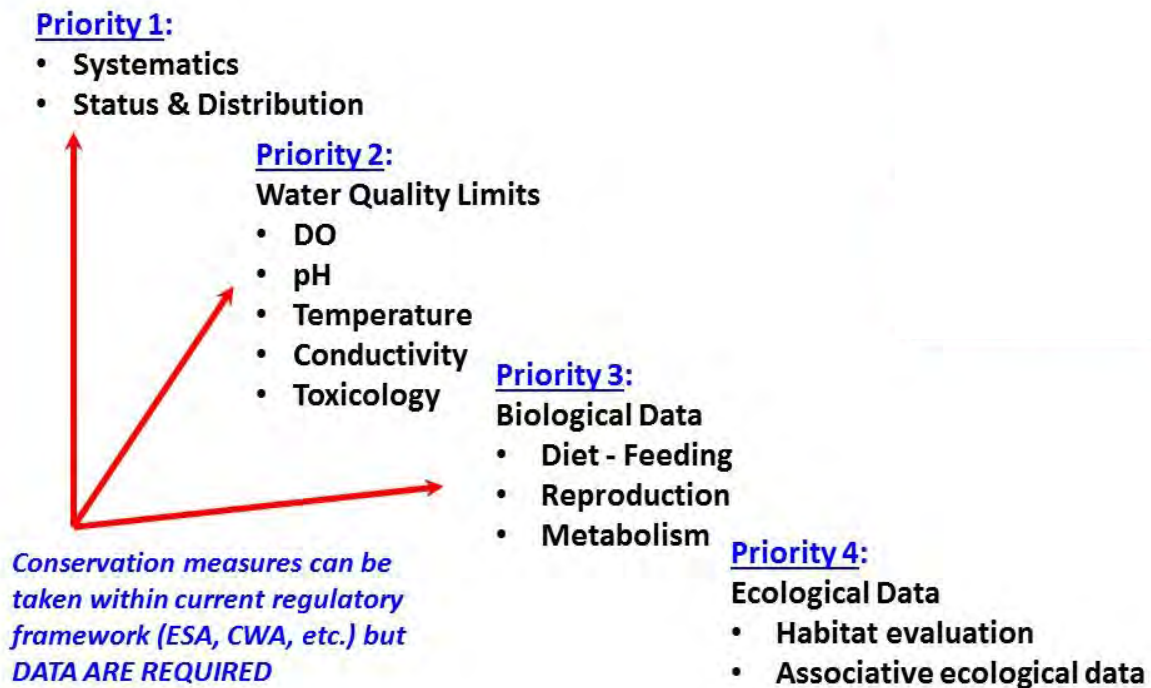 Priority 1:
• Systematics
• Status & Distribution
Priority 2:
Water Quality Limits
• DO
• pH
• Temperature
• Conductivity
• Toxicology
Priority 3:
Biological Data
• Diet - Feeding
• Reproduction
• Metabolism
Conservation measures can be
taken within current regulatory
framework (ESA, CWA, etc.) but
DATA ARE REQUIRED
Priority 4:
Ecological Data
• Habitat evaluation
• Associative ecological data